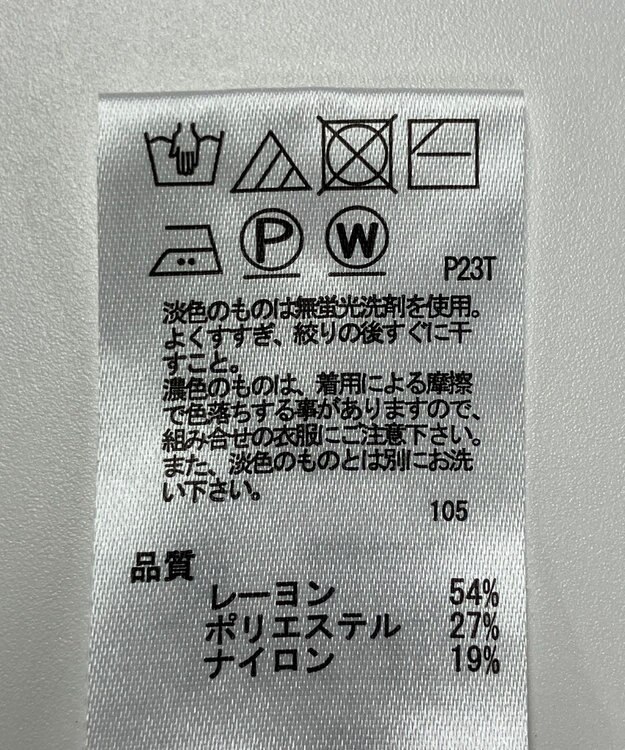 P W
P23T
淡色のものは無蛍光洗剤を使用。
よくすすぎ、絞りの後すぐに干
すこと。
濃色のものは、着用による摩擦
で色落ちする事がありますので、
組み合せの衣服にご注意下さい。
また、淡色のものとは別にお洗
い下さい。
105
品質
レーヨン 54%
ポリエステル 27%
ナイロン 19%